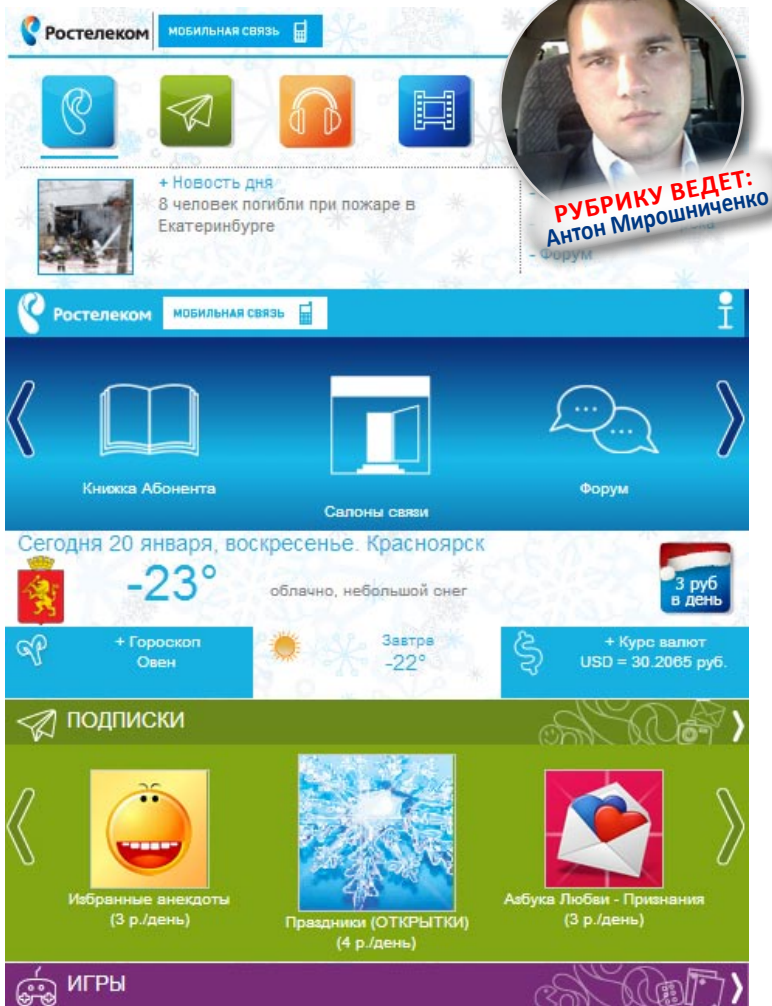 Ростелеком МОБИЛЬНАЯ СВЯЗЬ
+ Новость дня
8 человек погибли при пожаре в
Екатеринбурге
- Форум
РУБРИКУ ВЕДЕТ:
Антон Мирошниченко
Ростелеком МОБИЛЬНАЯ СВЯЗЬ
Книжка Абонента
Салоны связи
Форум
Сегодня 20 января, воскресенье. Красноярск
-23°
облачно, небольшой снег
3 руб
в день
+ Гороскоп
Овен
Завтра
-22°
+ Курс валют
USD = 30.2065 руб.
ПОДПИСКИ
Избранные анекдоты
(3 р./день)
Праздники (ОТКРЫТКИ)
(4 р./день)
Азбука Любви - Признания
(3 р./день)
ИГРЫ